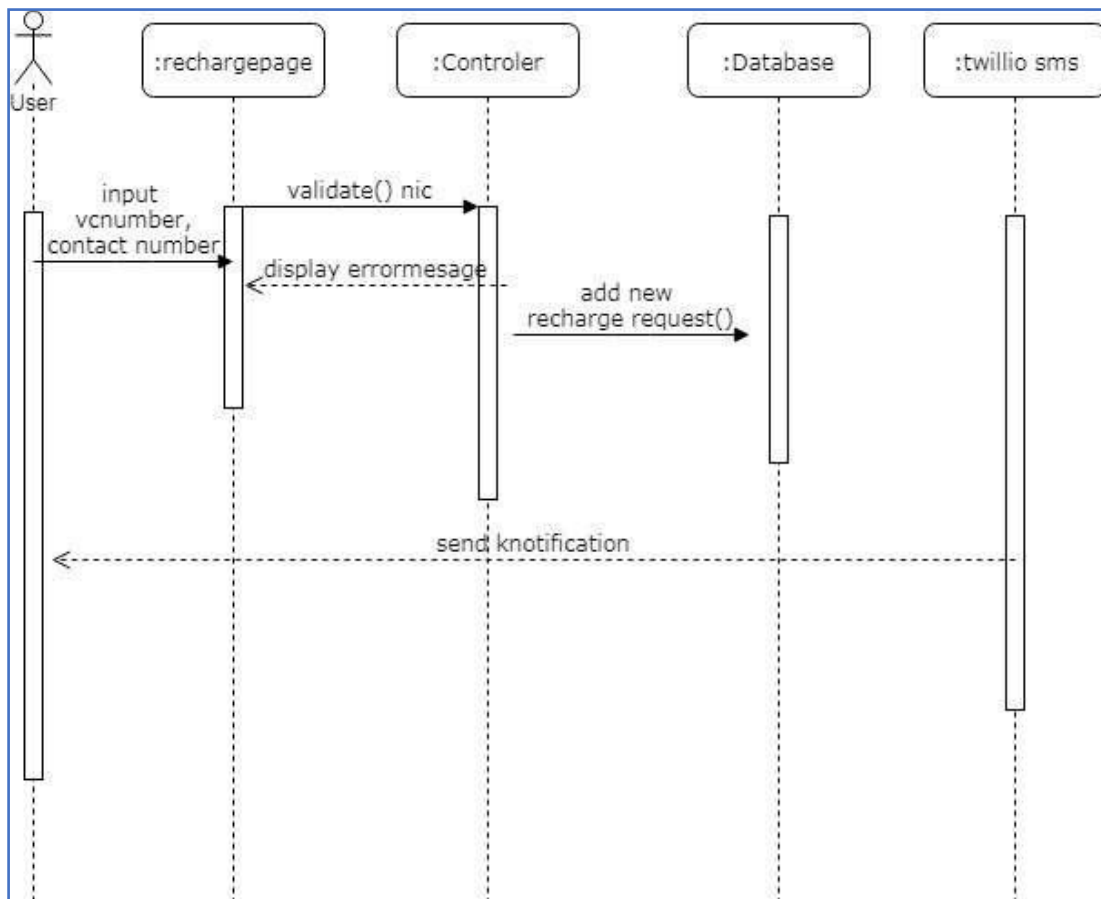 User
:rechargepage
:Controler
:Database
:twillio sms
input
vcnumber,
contact number
validate() nic
display errormesage
add new
recharge request()
send knotification